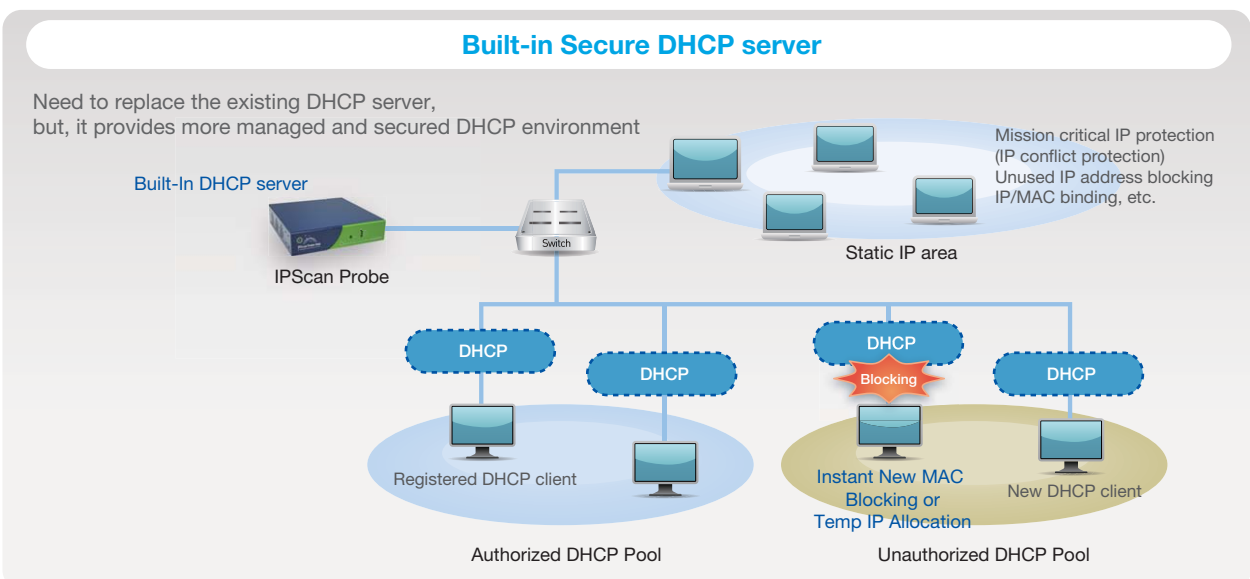 Built-in Secure DHCP server
Need to replace the existing DHCP server,
but, it provides more managed and secured DHCP environment
Mission critical IP protection
(IP conflict protection)
Unused IP address blocking
IP/MAC binding, etc.
Built-In DHCP server
Switch
Static IP area
IPScan Probe
DHCP
DHCP
DHCP
DHCP
Blocking
Registered DHCP client
Instant New MAC
Blocking or
Temp IP Allocation
New DHCP client
Authorized DHCP Pool
Unauthorized DHCP Pool